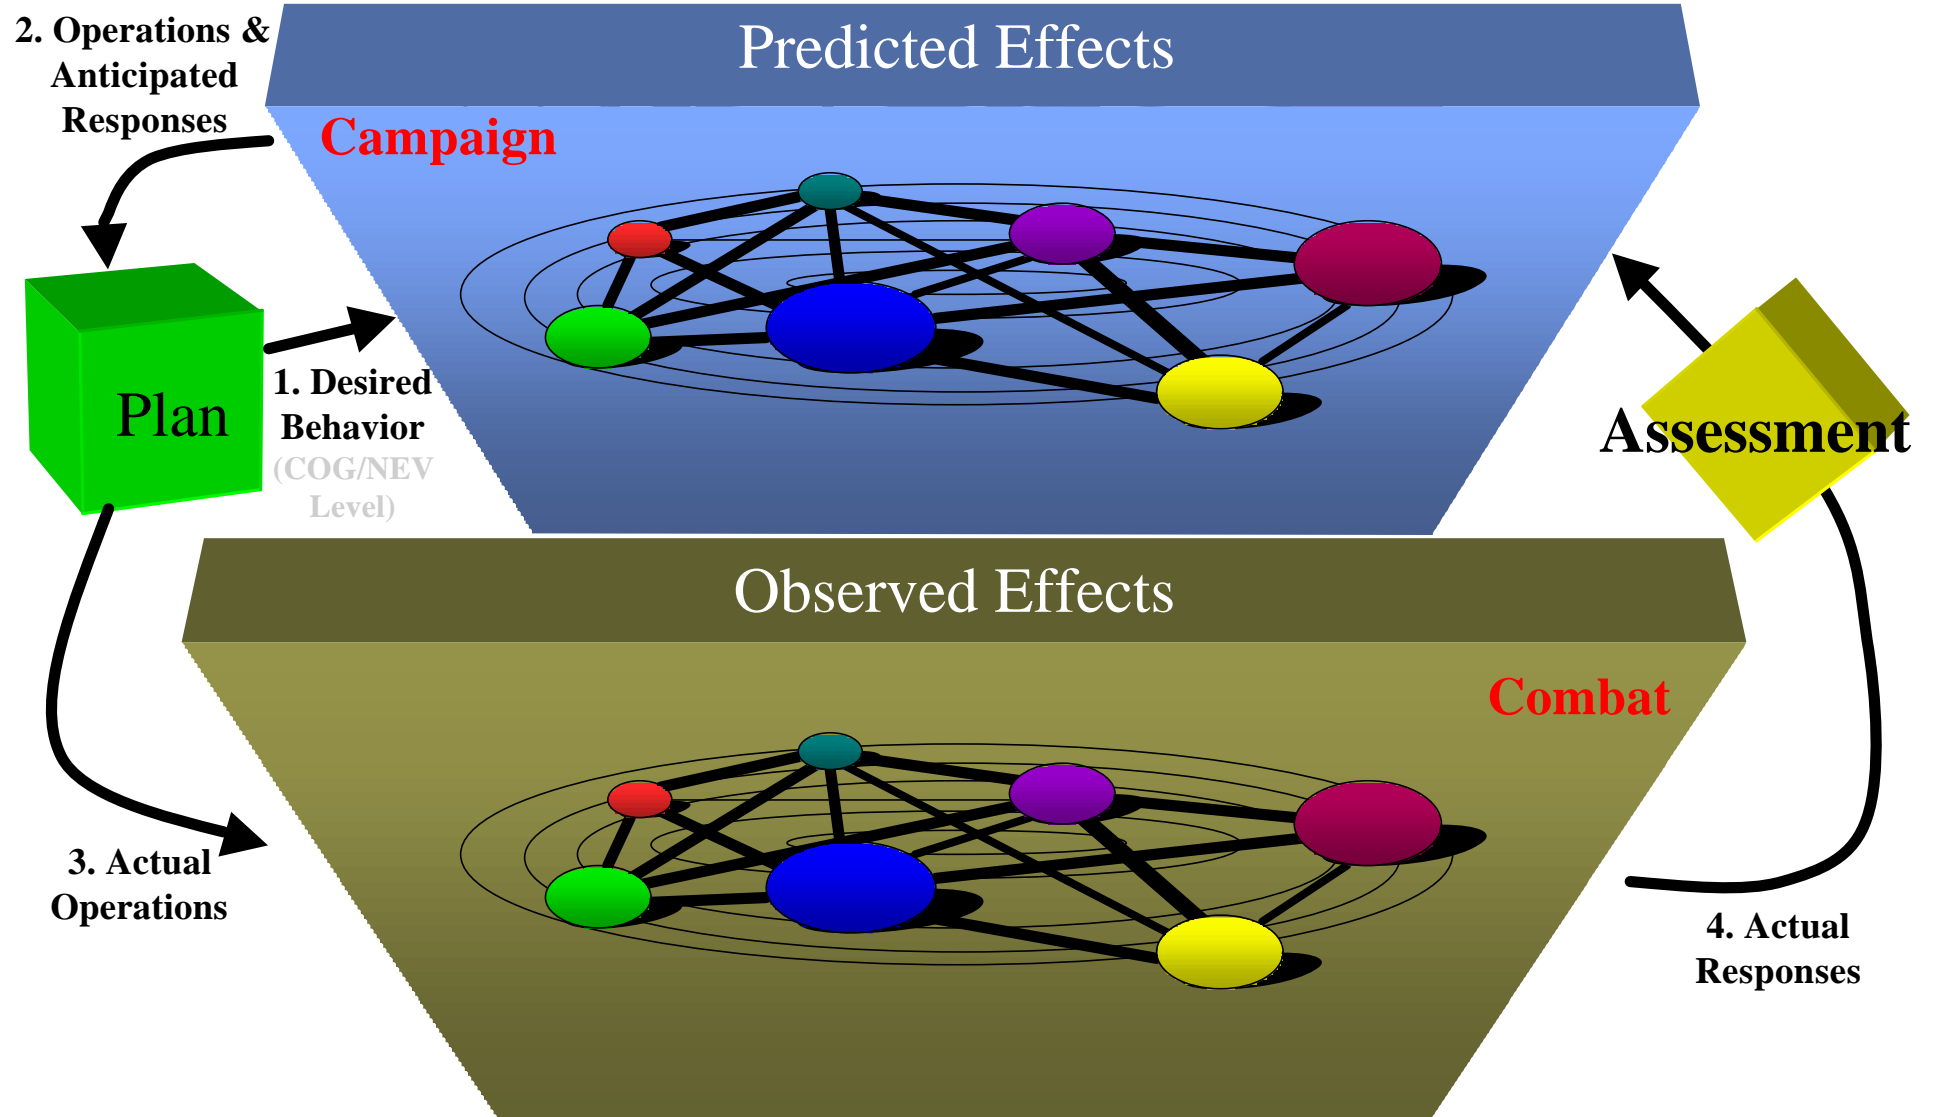 2. Operations &
Anticipated
Responses
Predicted Effects
Campaign
Plan
1. Desired
Behavior
(COG/NEV
Level)
Assessment
Observed Effects
Combat
3. Actual
Operations
4. Actual
Responses